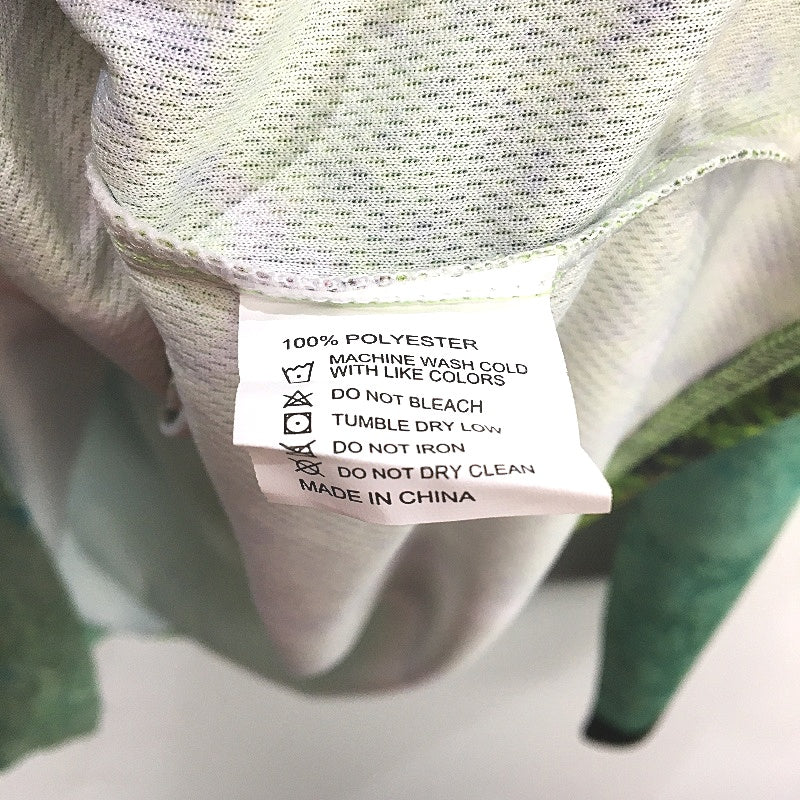 100% POLYESTER
MACHINE WASH COLD
WITH LIKE COLORS
DO NOT BLEACH
TUMBLE DRY LOW
DO NOT IRON
DO NOT DRY CLEAN
MADE IN CHINA